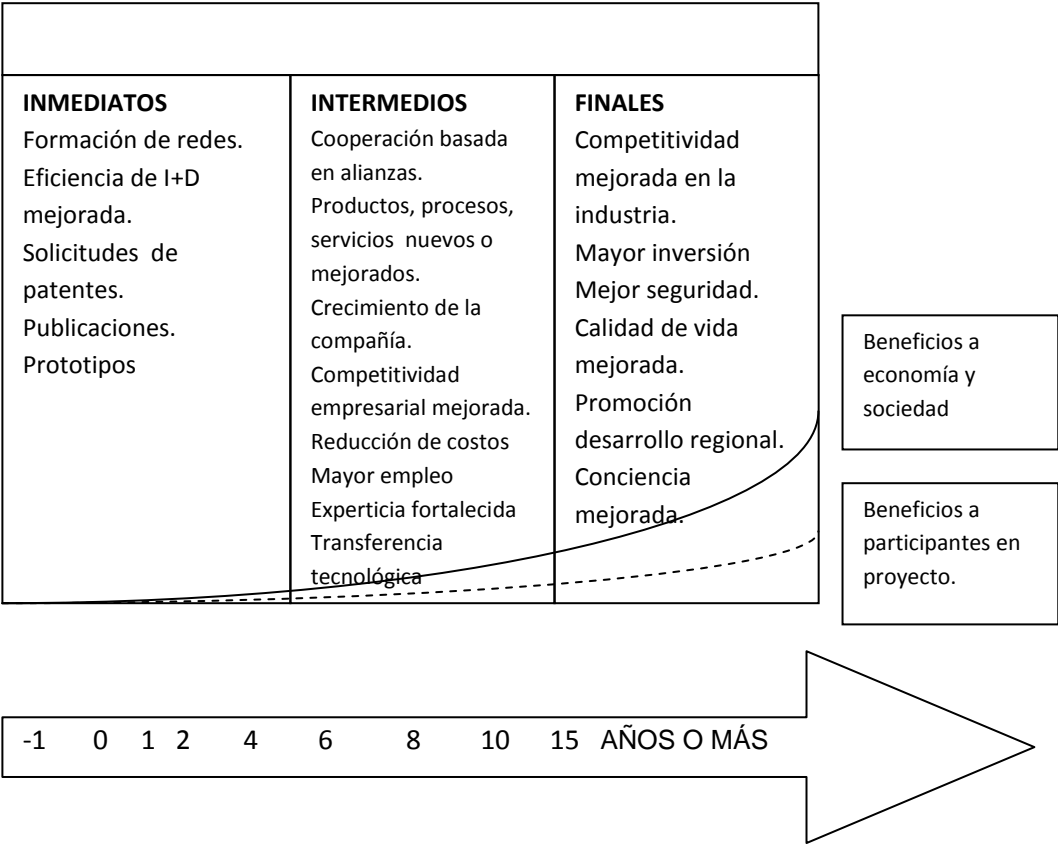 INMEDIATOS
Formación de redes.
Eficiencia de I+D
mejorada.
Solicitudes de
patentes.
Publicaciones.
Prototipos
INTERMEDIOS
Cooperación basada
en alianzas.
Productos, procesos,
servicios nuevos o
mejorados.
Crecimiento de la
compañía.
Competitividad
empresarial mejorada.
Reducción de costos
Mayor empleo
Experticia fortalecida
Transferencia
tecnológica
FINALES
Competitividad
mejorada en la
industria.
Mayor inversión
Mejor seguridad.
Calidad de vida
mejorada.
Promoción
desarrollo regional.
Conciencia
mejorada.
Beneficios a
economía y
sociedad
Beneficios a
participantes en
proyecto.
-1 0 1 2 4 6 8 10 15 AÑOS O MÁS